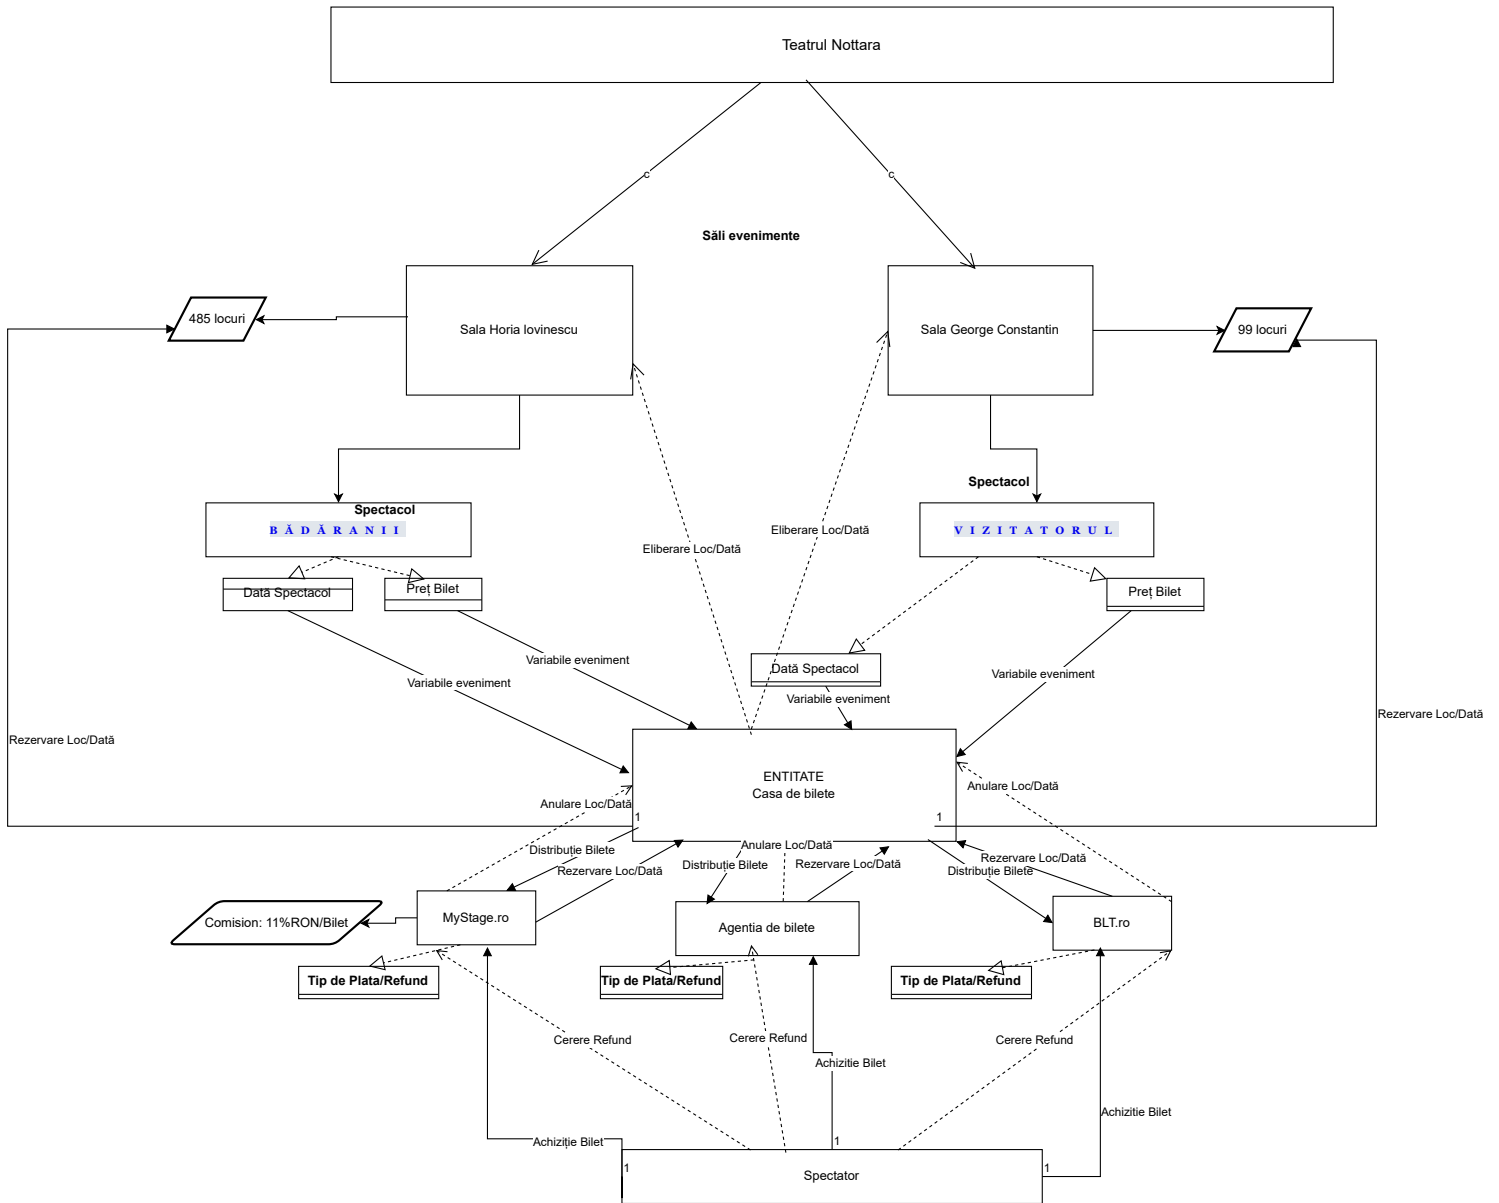 Teatrul Nottara
c
c
Săli evenimente
485 locuri
Sala Horia lovinescu
Sala George Constantin
99 locuri
Spectacol
BĂDĂRANII
Spectacol
VIZITATORUL
Eliberare Loc/Dată
Eliberare Loc/Dată
Dată Spectacol
Preț Bilet
Preț Bilet
Variabile eveniment
Variabile eveniment
Dată Spectacol
Variabile eveniment
Variabile eveniment
Rezervare Loc/Dată
Rezervare Loc/Dată
ENTITATE
Casa de bilete
1
1
Anulare Loc/Dată
Anulare Loc/Dată
Anulare Loc/Dată
Distribuție Bilete
Rezervare Loc/Dată
Distribuție Bilete
Rezervare Loc/Dată
Rezervare Loc/Dată
Distribuție Bilete
Comision: 11%RON/Bilet
MyStage.ro
Agentia de bilete
BLT.ro
Tip de Plata/Refund
Tip de Plata/Refund
Tip de Plata/Refund
Cerere Refund
Cerere Refund
Cerere Refund
Achizitie Bilet
Achizitie Bilet
Achiziție Bilet
1
1
1
Spectator